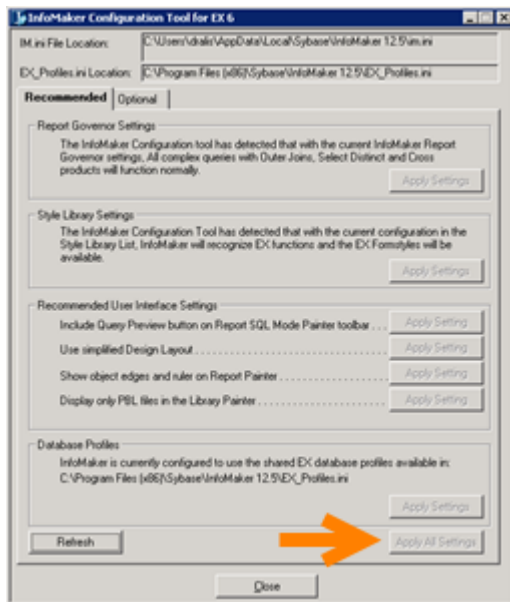 InfoMaker Configuration Tool for EX 6
IM.ini File Location: C:\Users\dralis\AppData\Local\Sybase\InfoMaker 12.5\im.ini
EX_Profiles.ini Location: C:\Program Files (x86)\Sybase\InfoMaker 12.5\EX_Profiles.ini
Recommended Optional
Report Governor Settings
The InfoMaker Configuration tool has detected that with the current InfoMaker Report
Governor settings, All complex queries with Outer Joins, Select Distinct and Cross
products will function normally.
Apply Settings
Style Library Settings
The InfoMaker Configuration Tool has detected that with the current configuration in the
Style Library List, InfoMaker will recognize EX functions and the EX Formstyles will be
available.
Apply Settings
Recommended User Interface Settings
Include Query Preview button on Report SQL Mode Painter toolbar . . . Apply Setting
Use simplified Design Layout . . . . . . . . . . . . . . . . . . . . . . . . . . . . Apply Setting
Show object edges and ruler on Report Painter . . . . . . . . . . . . . . . . Apply Setting
Display only PBL files in the Library Painter . . . . . . . . . . . . . . . . . . . Apply Setting
Database Profiles
InfoMaker is currently configured to use the shared EX database profiles available in:
C:\Program Files (x86)\Sybase\InfoMaker 12.5\EX_Profiles.ini
Apply Settings
Refresh Apply All Settings
Close